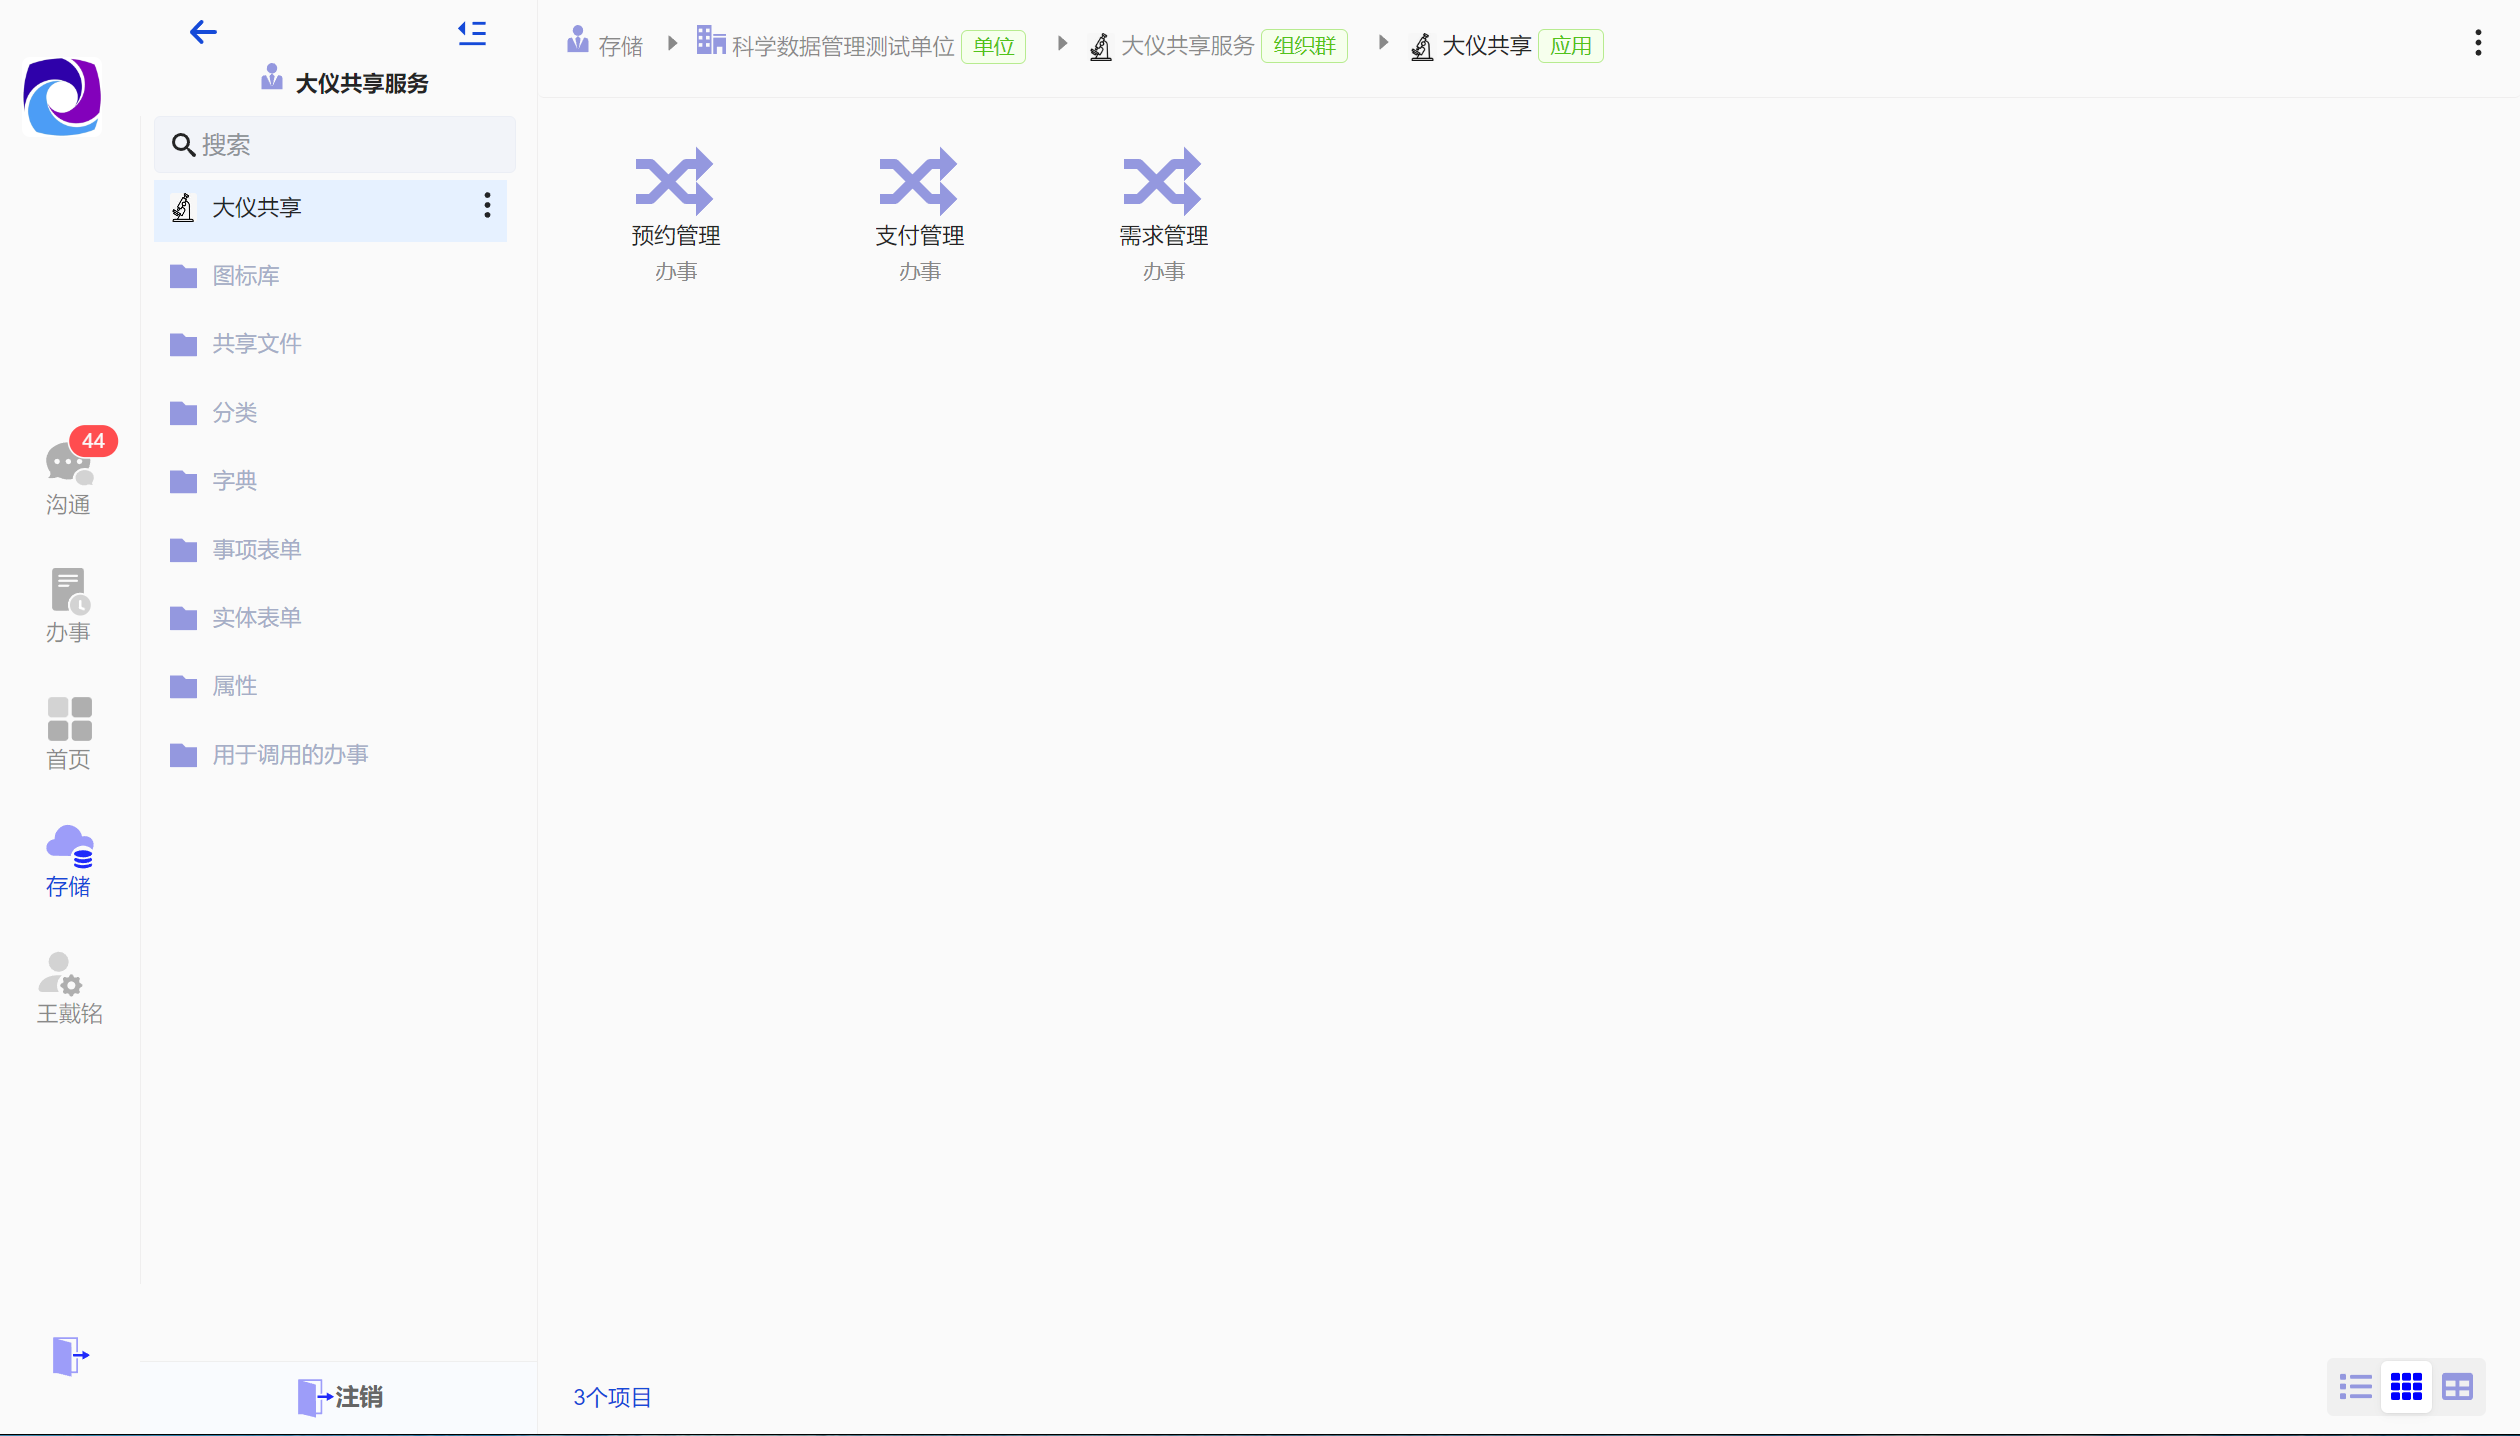 大仪共享服务
搜索
大仪共享
图标库
共享文件
分类
字典
事项表单
实体表单
属性
用于调用的办事
注销
44
沟通
办事
首页
存储
王戴铭
存储 科学数据管理测试单位 单位 大仪共享服务 组织群 大仪共享 应用
预约管理 支付管理 需求管理
办事 办事 办事
3个项目